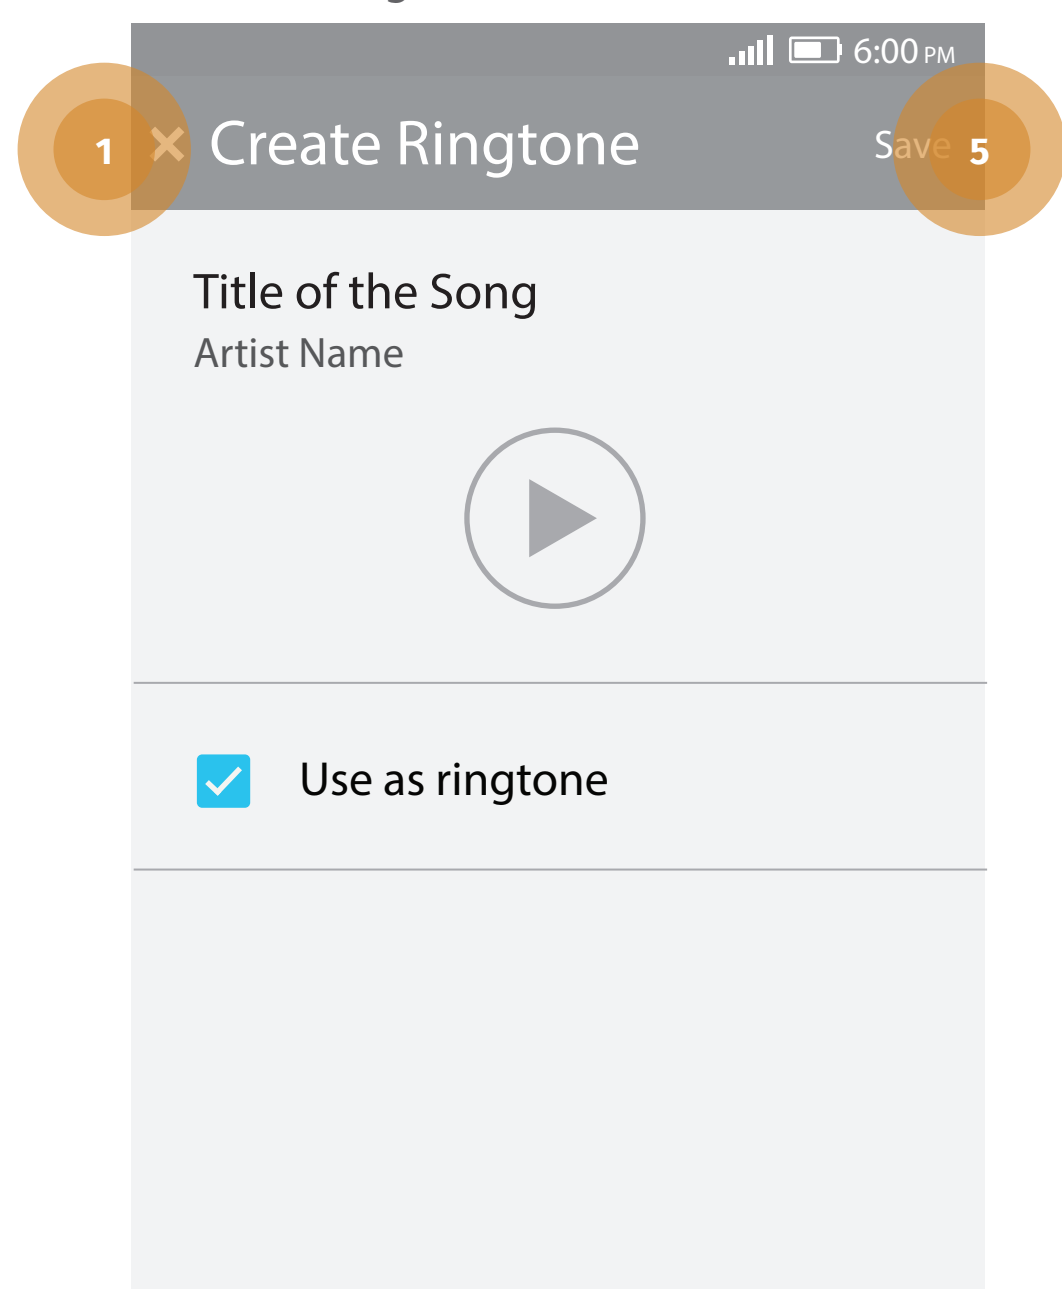 6:00 PM
1
Create Ringtone
Save
5
Title of the Song
Artist Name
Use as ringtone